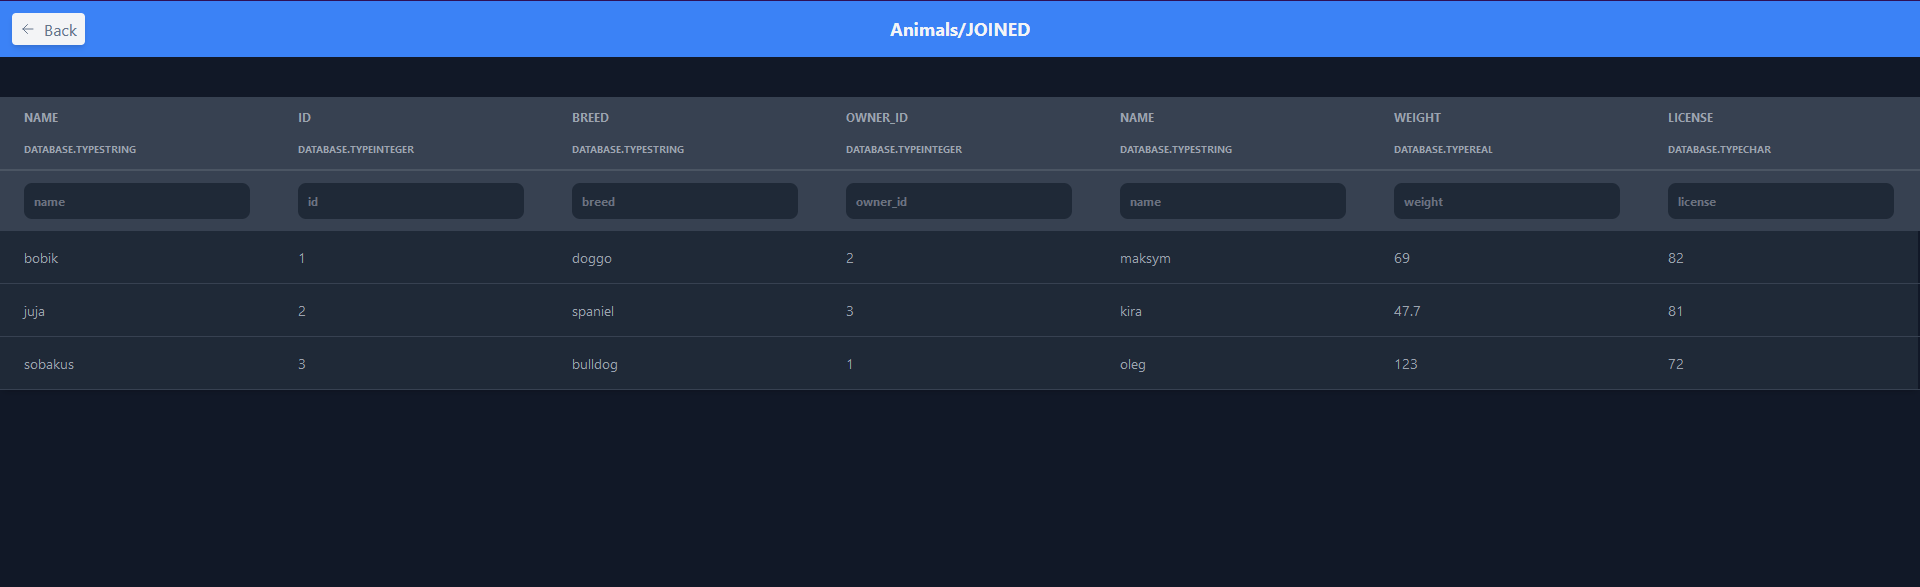 ← Back
Animals/JOINED
NAME ID BREED OWNER_ID NAME WEIGHT LICENSE
DATABASE.TYPESTRING DATABASE.TYPEINTEGER DATABASE.TYPESTRING DATABASE.TYPEINTEGER DATABASE.TYPESTRING DATABASE.TYPEREAL DATABASE.TYPECHAR
name id breed owner_id name weight license
bobik 1 doggo 2 maksym 69 82
juja 2 spaniel 3 kira 47.7 81
sobakus 3 bulldog 1 oleg 123 72